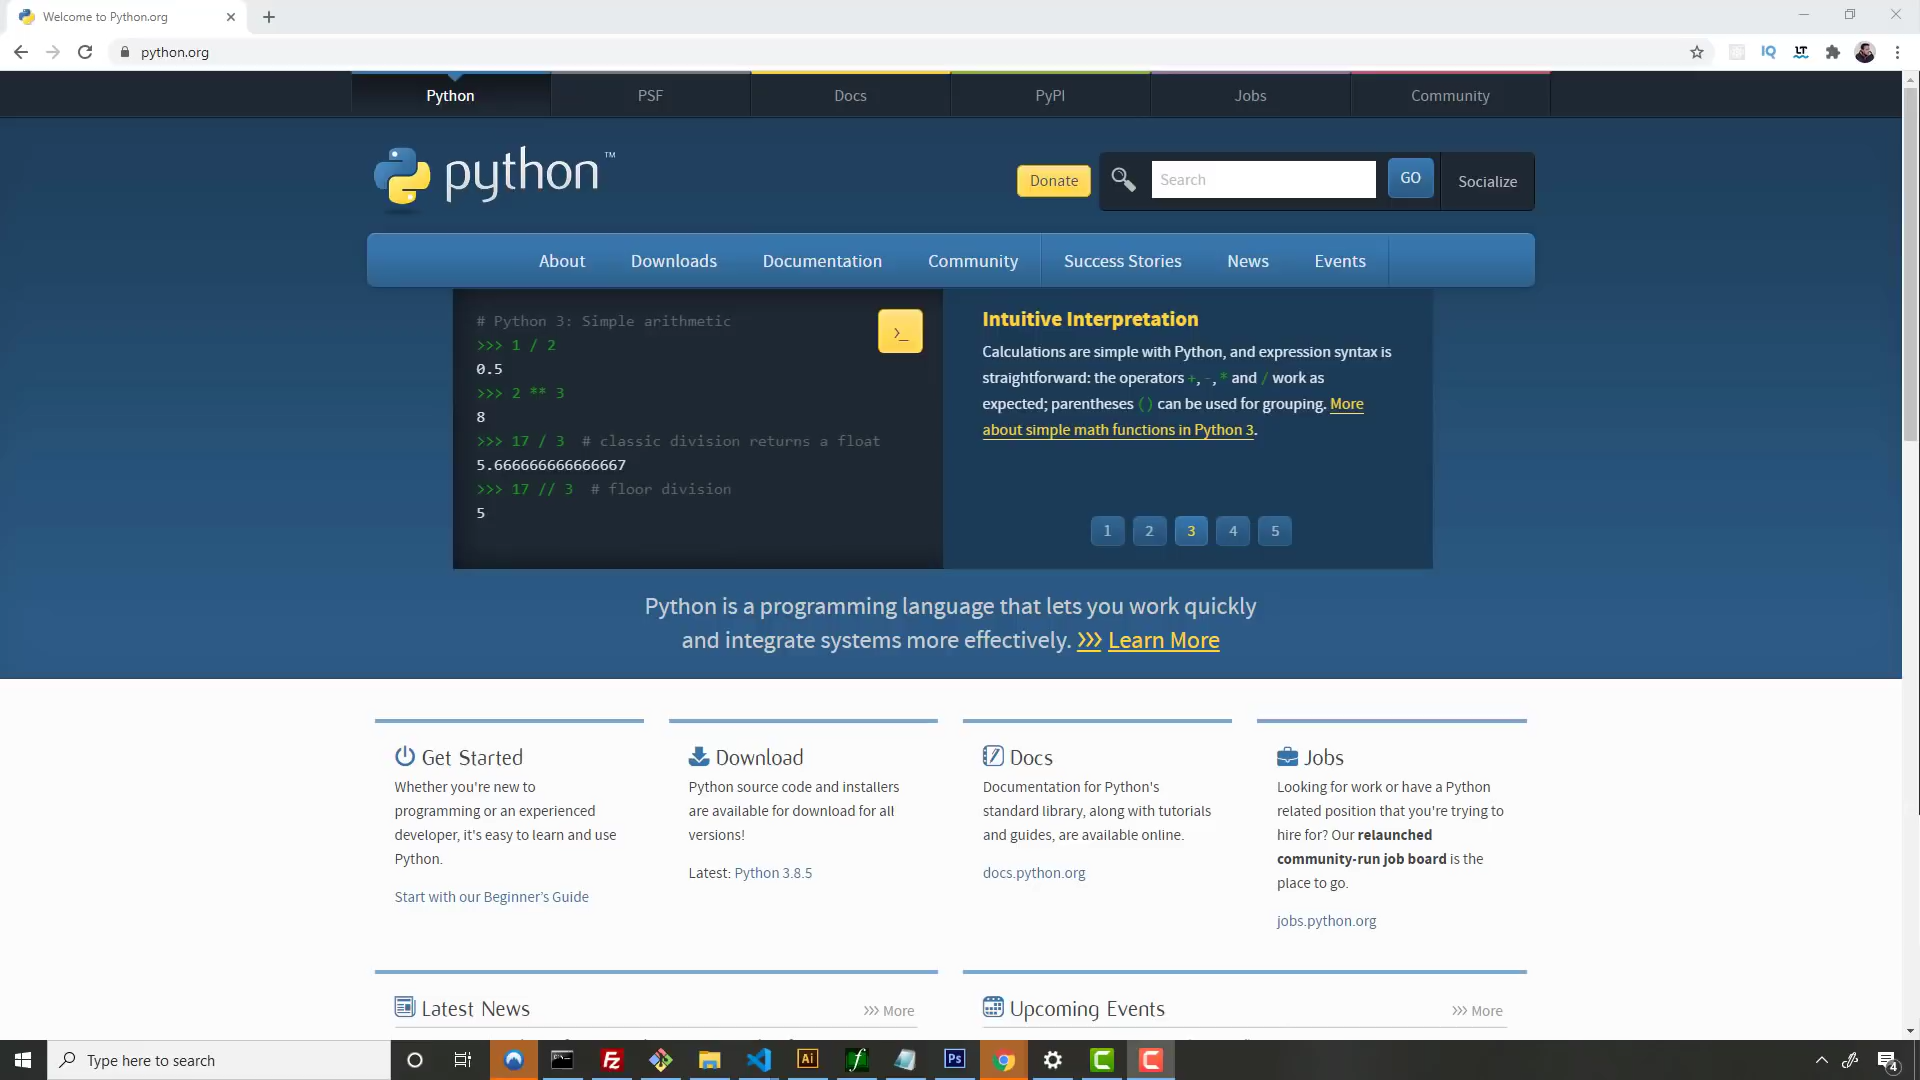 Welcome to Python.org
python.org
IQ
LT
Python
PSF
Docs
PyPI
Jobs
Community
python™
Donate
Search
GO
Socialize
About
Downloads
Documentation
Community
Success Stories
News
Events
# Python 3: Simple arithmetic
>>> 1 / 2
0.5
>>> 2 ** 3
8
>>> 17 / 3  # classic division returns a float
5.666666666666667
>>> 17 // 3  # floor division
5
>_
Intuitive Interpretation
Calculations are simple with Python, and expression syntax is
straightforward: the operators +, -, * and / work as
expected; parentheses () can be used for grouping. More
about simple math functions in Python 3.
1 2 3 4 5
Python is a programming language that lets you work quickly
and integrate systems more effectively. >>> Learn More
Get Started
Whether you're new to
programming or an experienced
developer, it's easy to learn and use
Python.
Start with our Beginner’s Guide
Download
Python source code and installers
are available for download for all
versions!
Latest: Python 3.8.5
Docs
Documentation for Python's
standard library, along with tutorials
and guides, are available online.
docs.python.org
Jobs
Looking for work or have a Python
related position that you're trying to
hire for? Our relaunched
community-run job board is the
place to go.
jobs.python.org
Latest News
>>> More
Upcoming Events
>>> More
Type here to search
Fz
Ai
f
Ps
C
C
4